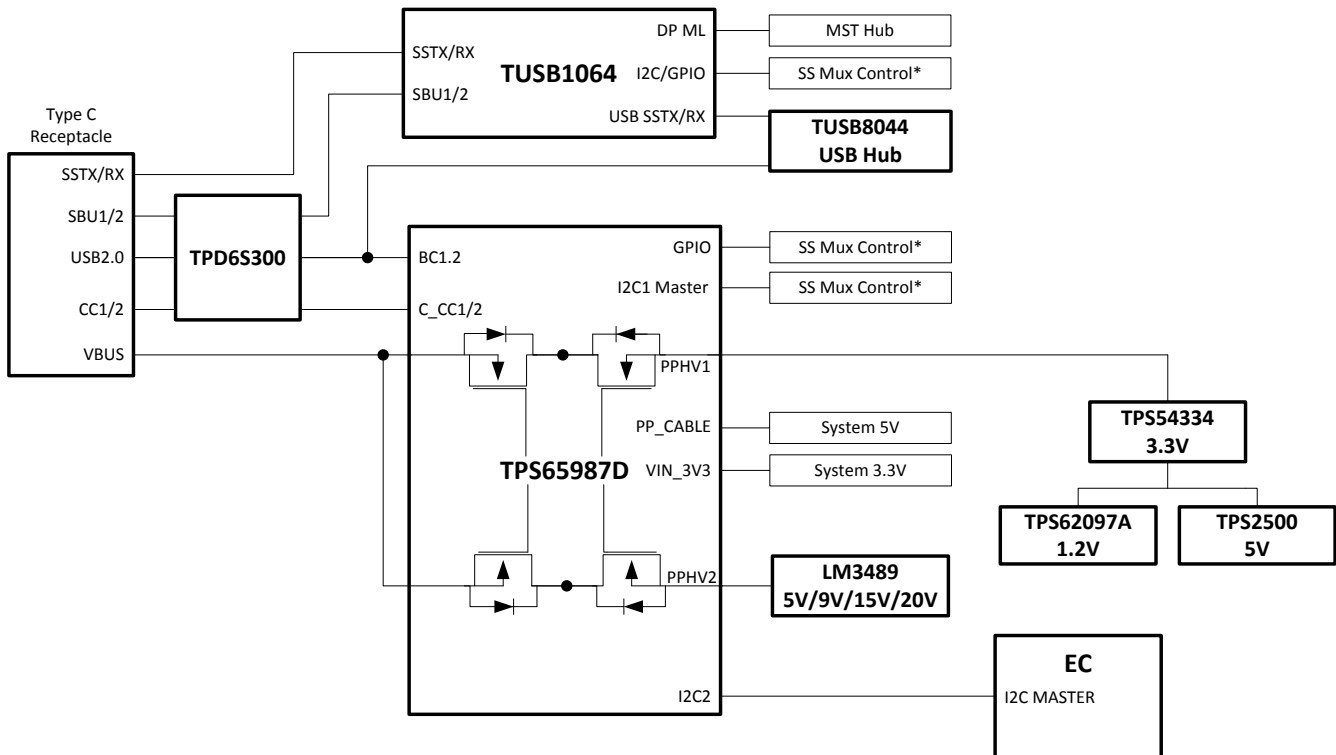 Type C
Receptacle
SSTX/RX
SBU1/2
USB2.0
CC1/2
VBUS
TPD6S300
SSTX/RX
SBU1/2
TUSB1064
DP ML
I2C/GPIO
USB SSTX/RX
MST Hub
SS Mux Control*
TUSB8044
USB Hub
BC1.2
C_CC1/2
GPIO
I2C1 Master
SS Mux Control*
SS Mux Control*
PPHV1
PP_CABLE
System 5V
VIN_3V3
System 3.3V
TPS65987D
PPHV2
LM3489
5V/9V/15V/20V
I2C2
TPS54334
3.3V
TPS62097A
1.2V
TPS2500
5V
EC
I2C MASTER